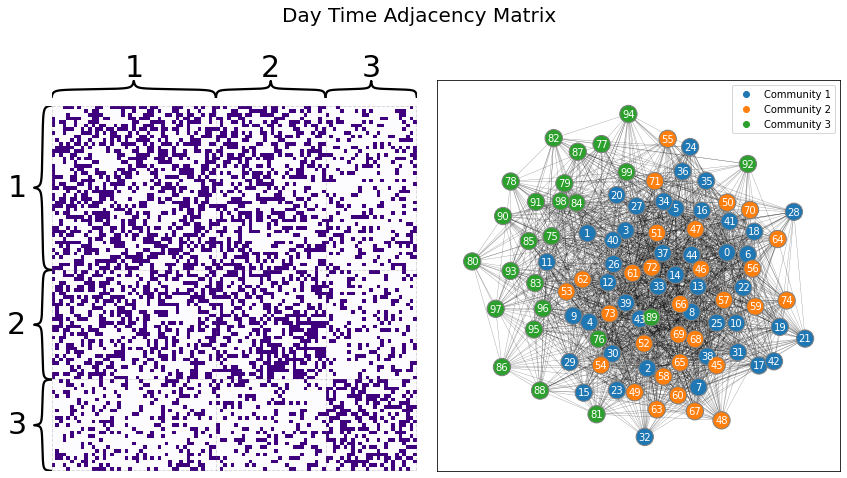 Day Time Adjacency Matrix
1 2 3
1
2
3
Community 1
Community 2
Community 3
94
82 77 55 24
87
92
99 36
78 79 71 35
20
91 98 84 34 50
27 5 16 70 28
90
41
1 3 51 47 18
85 75 40 64
37 44 0 6
80 11 26
93 61 72 14 46 56
83 62 12 33 13 22
53
97 96 39 66 57 59 74
9 73 43 89 8
95 4 25 10 19
76 52 69 68 21
30 38 31
86 29 54 2 65 45 17 42
58
88 15 23 49 60 7
81 63 67
48
32